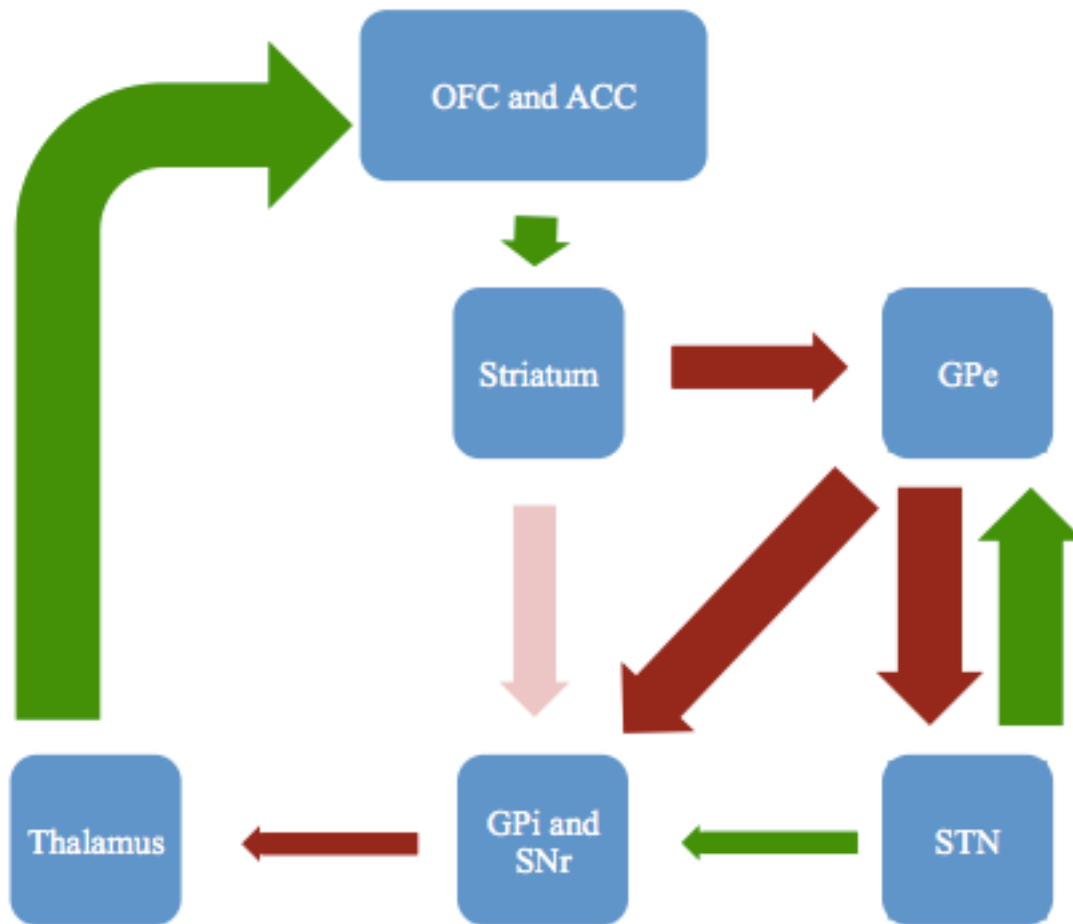 OFC and ACC
Striatum
GPe
Thalamus
GPi and
SNr
STN